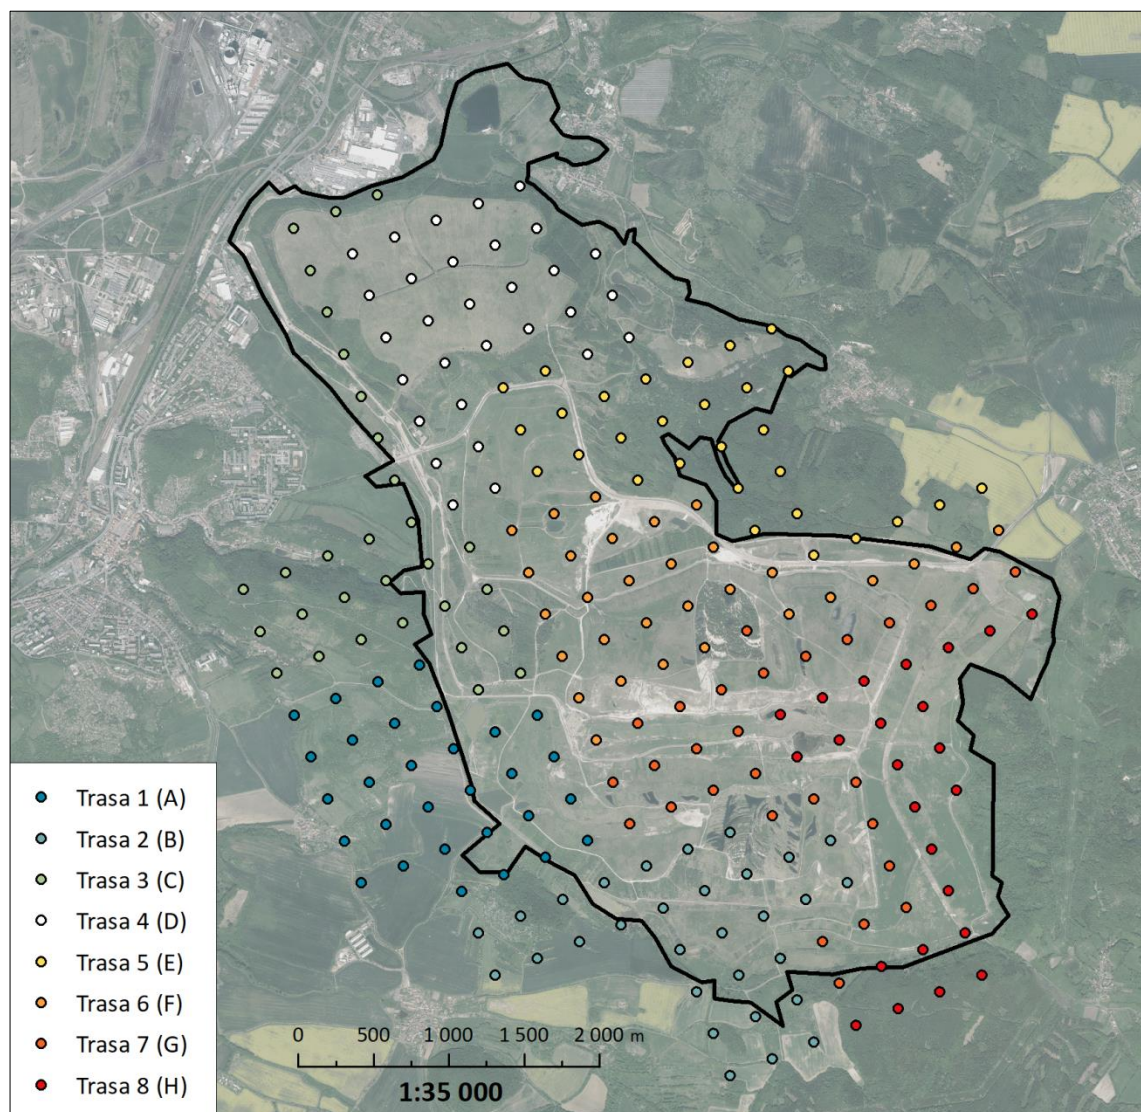 Trasa 1 (A)
Trasa 2 (B)
Trasa 3 (C)
Trasa 4 (D)
Trasa 5 (E)
Trasa 6 (F)
Trasa 7 (G)
Trasa 8 (H)
0 500 1 000 1 500 2 000 m
1:35 000